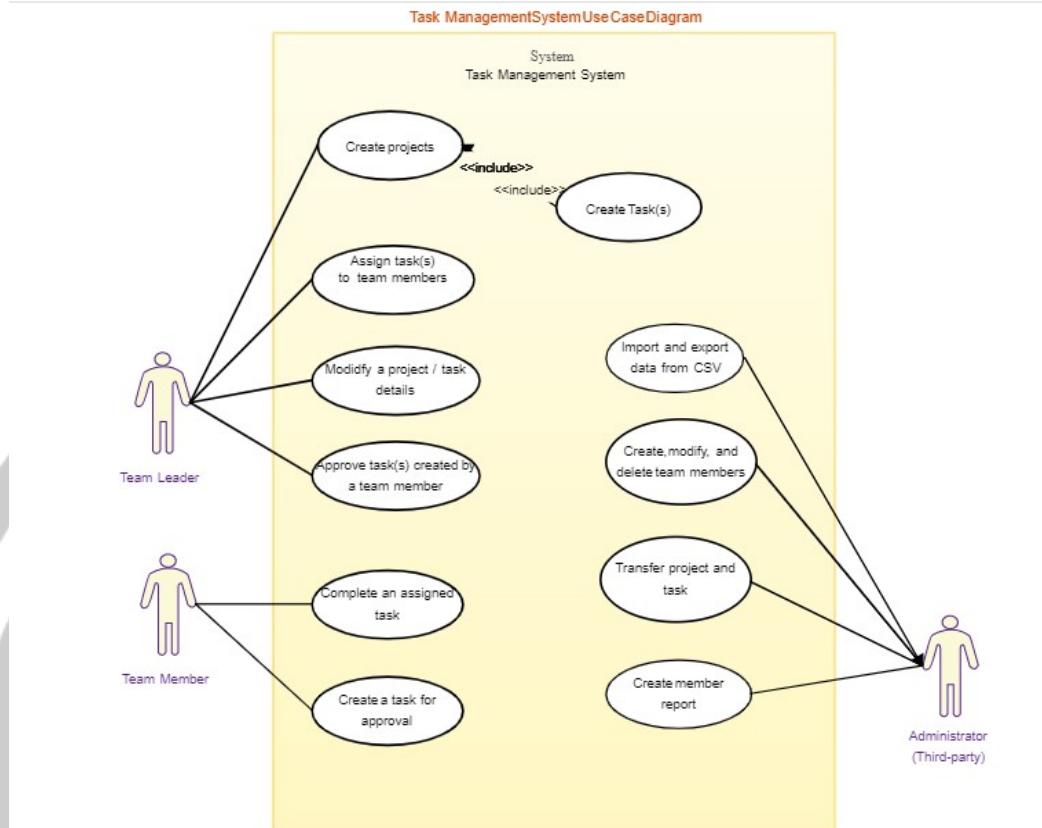 Task ManagementSystemUseCaseDiagram
System
Task Management System
Create projects
<<include>>
<<include>>
Create Task(s)
Assign task(s)
to team members
Import and export
data from CSV
Modidfy a project / task
details
Create, modify, and
delete team members
Approve task(s) created by
a team member
Team Leader
Transfer project and
task
Complete an assigned
task
Team Member
Create a task for
approval
Create member
report
Administrator
(Third-party)